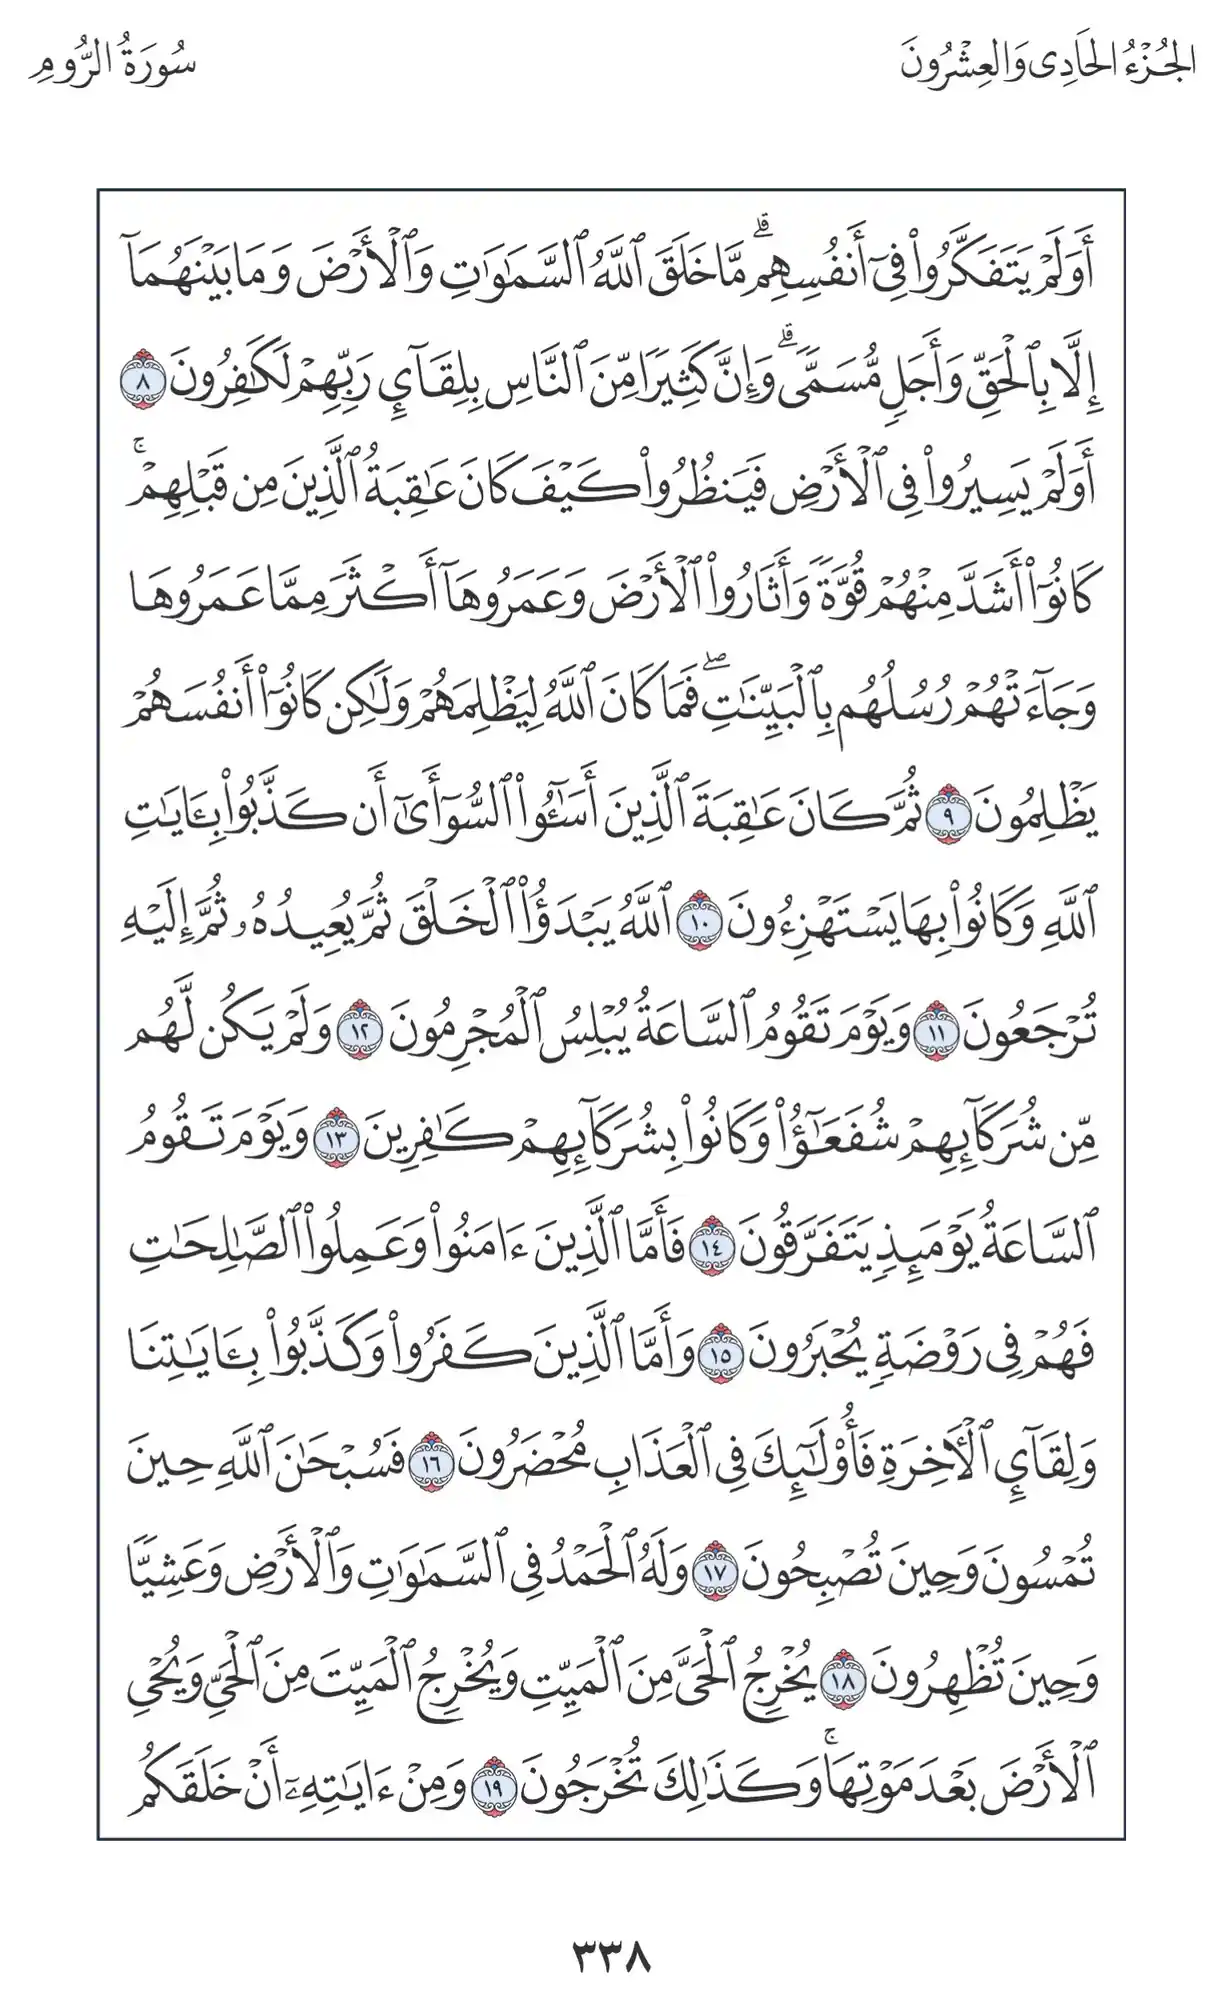 الجُزْءُ الحَادِى وَالعِشْرُونَ
سُورَةُ الرُّومِ
أَوَلَمْ يَتَفَكَّرُوا۟ فِىٓ أَنفُسِهِم ۗ مَّا خَلَقَ ٱللَّهُ ٱلسَّمَـٰوَٰتِ وَٱلْأَرْضَ وَمَا بَيْنَهُمَآ
إِلَّا بِٱلْحَقِّ وَأَجَلٍ مُّسَمًّى ۗ وَإِنَّ كَثِيرًا مِّنَ ٱلنَّاسِ بِلِقَآئِ رَبِّهِمْ لَكَـٰفِرُونَ ٨
أَوَلَمْ يَسِيرُوا۟ فِى ٱلْأَرْضِ فَيَنظُرُوا۟ كَيْفَ كَانَ عَـٰقِبَةُ ٱلَّذِينَ مِن قَبْلِهِمْ ۚ
كَانُوٓا۟ أَشَدَّ مِنْهُمْ قُوَّةً وَأَثَارُوا۟ ٱلْأَرْضَ وَعَمَرُوهَآ أَكْثَرَ مِمَّا عَمَرُوهَا
وَجَآءَتْهُمْ رُسُلُهُم بِٱلْبَيِّنَـٰتِ ۖ فَمَا كَانَ ٱللَّهُ لِيَظْلِمَهُمْ وَلَـٰكِن كَانُوٓا۟ أَنفُسَهُمْ
يَظْلِمُونَ ٩ ثُمَّ كَانَ عَـٰقِبَةَ ٱلَّذِينَ أَسَـٰٓـُٔوا۟ ٱلسُّوٓأَىٰٓ أَن كَذَّبُوا۟ بِـَٔايَـٰتِ
ٱللَّهِ وَكَانُوا۟ بِهَا يَسْتَهْزِءُونَ ١٠ ٱللَّهُ يَبْدَؤُا۟ ٱلْخَلْقَ ثُمَّ يُعِيدُهُۥ ثُمَّ إِلَيْهِ
تُرْجَعُونَ ١١ وَيَوْمَ تَقُومُ ٱلسَّاعَةُ يُبْلِسُ ٱلْمُجْرِمُونَ ١٢ وَلَمْ يَكُن لَّهُم
مِّن شُرَكَآئِهِمْ شُفَعَـٰٓؤُا۟ وَكَانُوا۟ بِشُرَكَآئِهِمْ كَـٰفِرِينَ ١٣ وَيَوْمَ تَقُومُ
ٱلسَّاعَةُ يَوْمَئِذٍ يَتَفَرَّقُونَ ١٤ فَأَمَّا ٱلَّذِينَ ءَامَنُوا۟ وَعَمِلُوا۟ ٱلصَّـٰلِحَـٰتِ
فَهُمْ فِى رَوْضَةٍ يُحْبَرُونَ ١٥ وَأَمَّا ٱلَّذِينَ كَفَرُوا۟ وَكَذَّبُوا۟ بِـَٔايَـٰتِنَا
وَلِقَآئِ ٱلْـَٔاخِرَةِ فَأُو۟لَـٰٓئِكَ فِى ٱلْعَذَابِ مُحْضَرُونَ ١٦ فَسُبْحَـٰنَ ٱللَّهِ حِينَ
تُمْسُونَ وَحِينَ تُصْبِحُونَ ١٧ وَلَهُ ٱلْحَمْدُ فِى ٱلسَّمَـٰوَٰتِ وَٱلْأَرْضِ وَعَشِيًّا
وَحِينَ تُظْهِرُونَ ١٨ يُخْرِجُ ٱلْحَىَّ مِنَ ٱلْمَيِّتِ وَيُخْرِجُ ٱلْمَيِّتَ مِنَ ٱلْحَىِّ وَيُحْىِ
ٱلْأَرْضَ بَعْدَ مَوْتِهَا ۚ وَكَذَٰلِكَ تُخْرَجُونَ ١٩ وَمِنْ ءَايَـٰتِهِۦٓ أَنْ خَلَقَكُم
٣٣٨